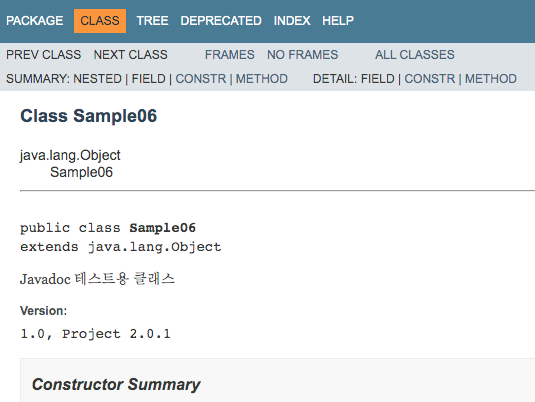 PACKAGE CLASS TREE DEPRECATED INDEX HELP
PREV CLASS NEXT CLASS FRAMES NO FRAMES ALL CLASSES
SUMMARY: NESTED | FIELD | CONSTR | METHOD DETAIL: FIELD | CONSTR | METHOD
Class Sample06
java.lang.Object
Sample06
public class Sample06
extends java.lang.Object
Javadoc 테스트용 클래스
Version:
1.0, Project 2.0.1
Constructor Summary